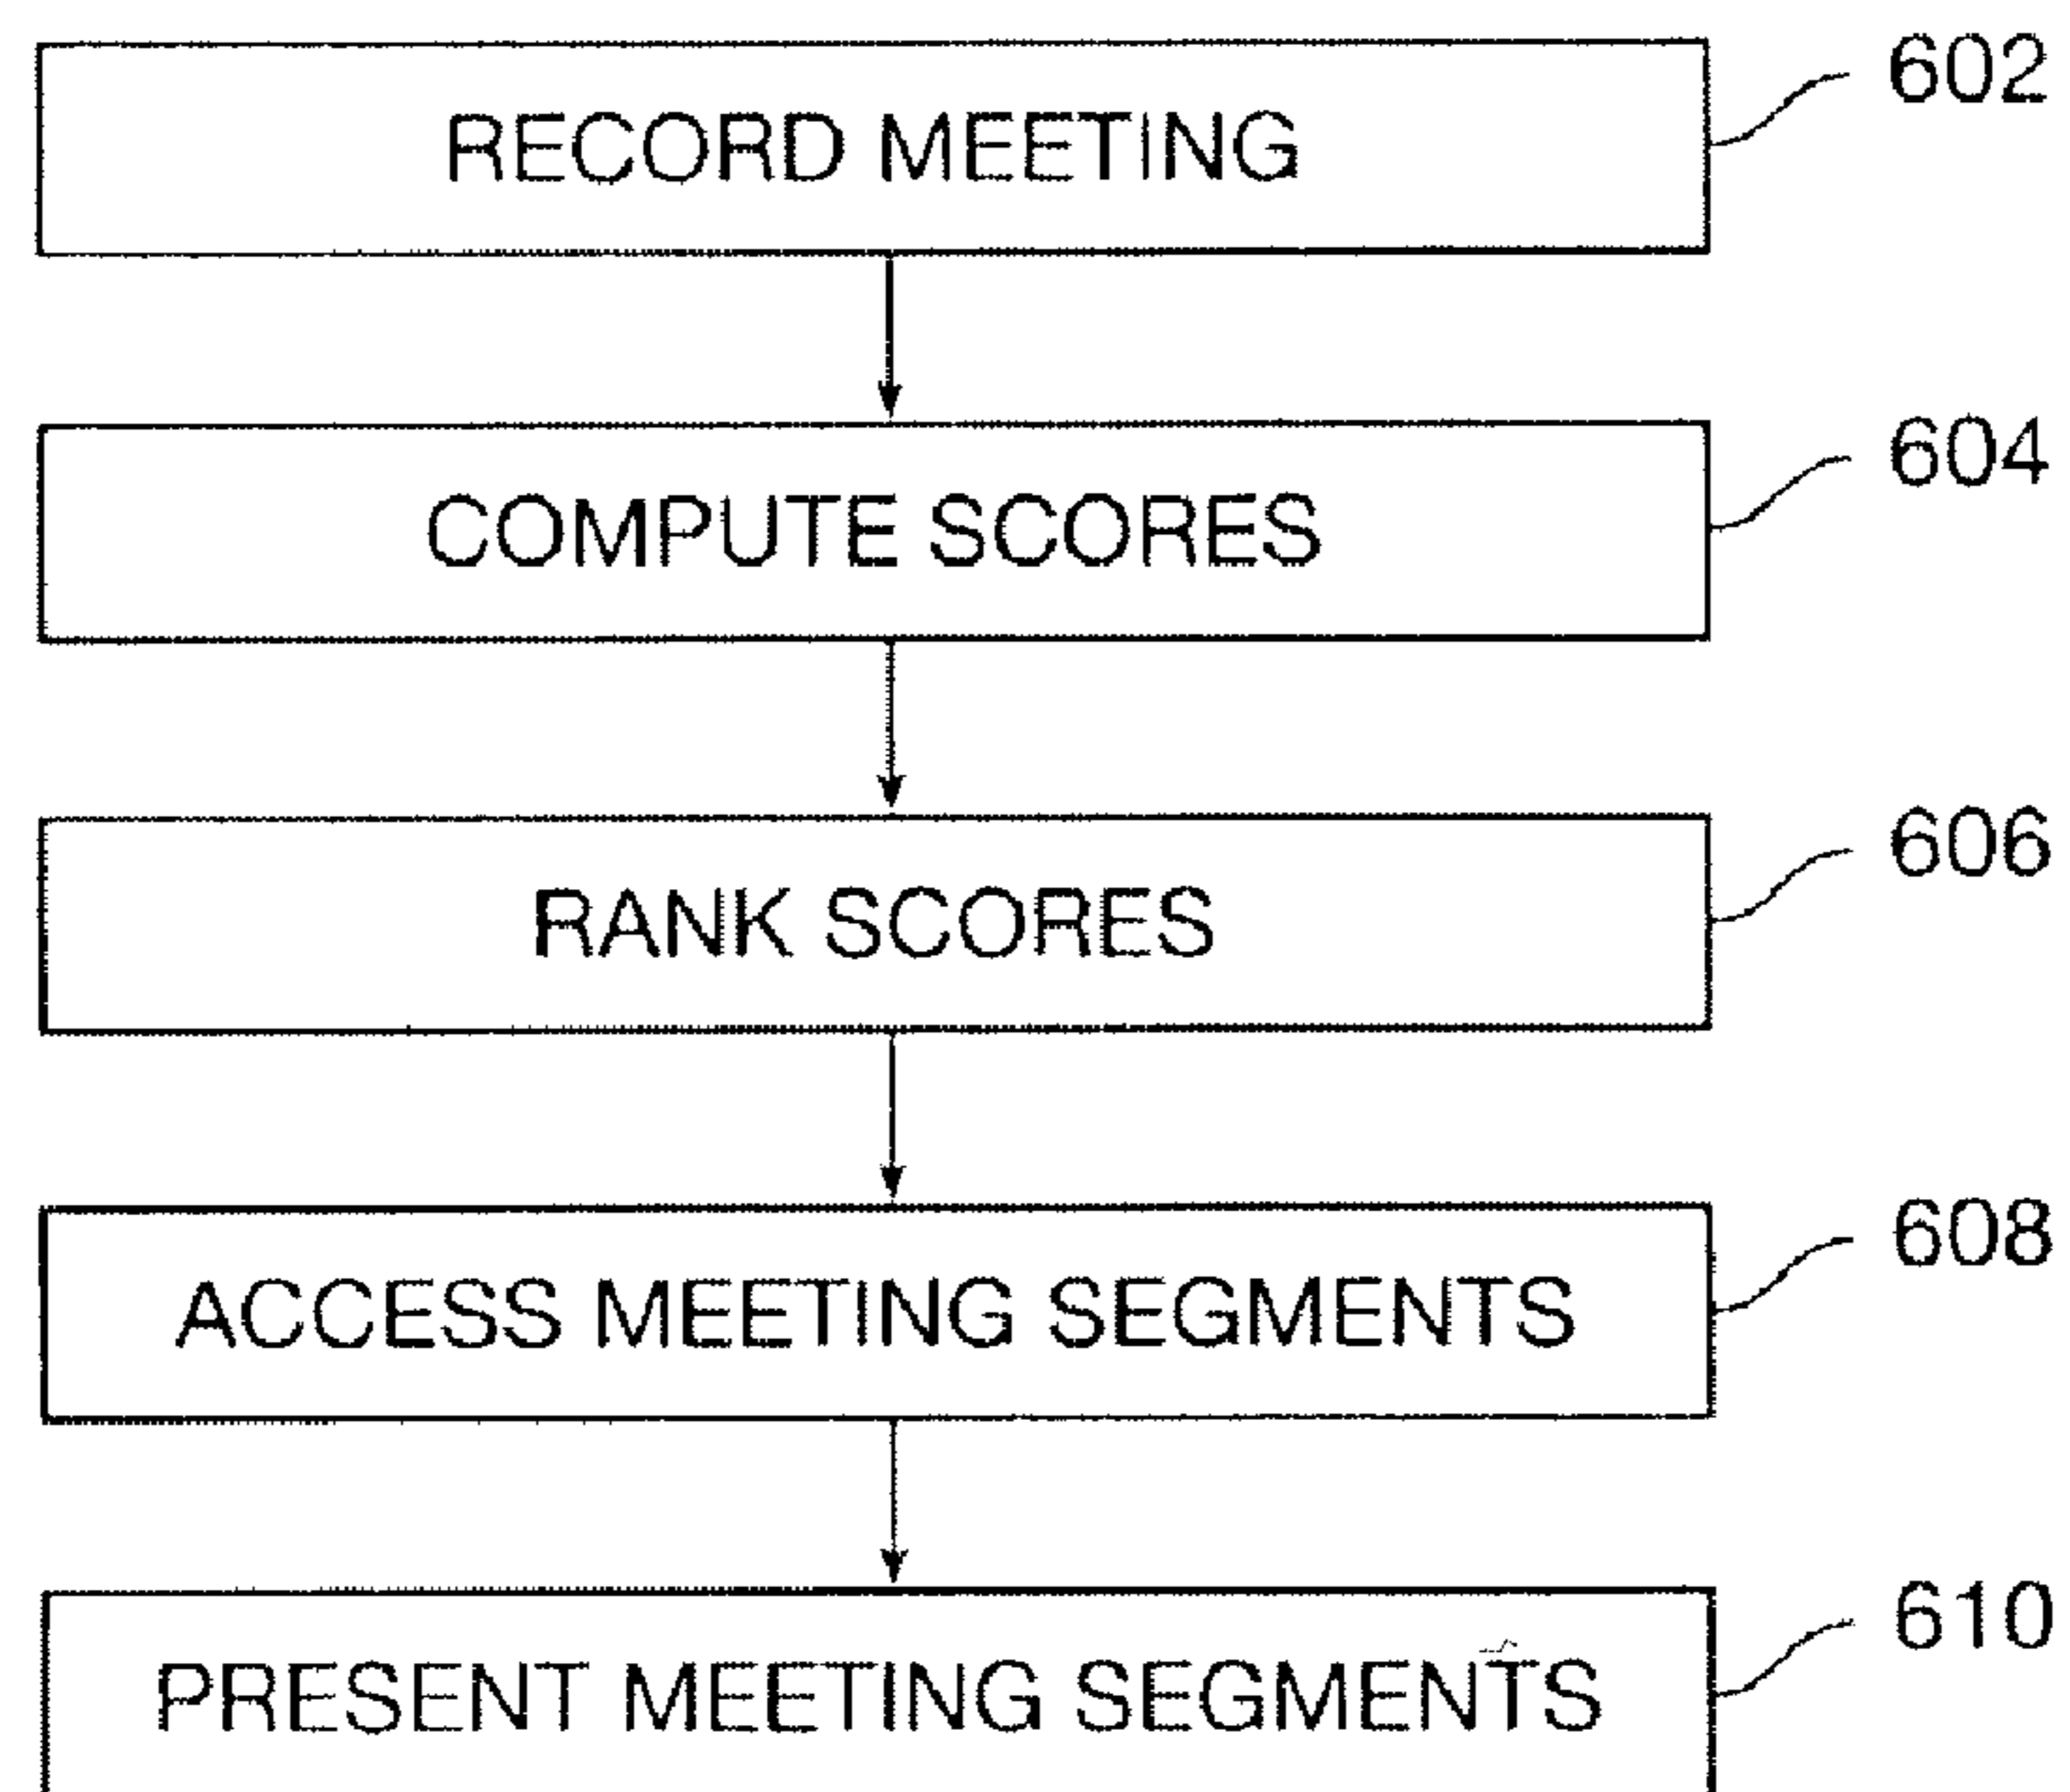 602
RECORD MEETING
604
COMPUTE SCORES
606
RANK SCORES
608
ACCESS MEETING SEGMENTS
610
PRESENT MEETING SEGMENTS